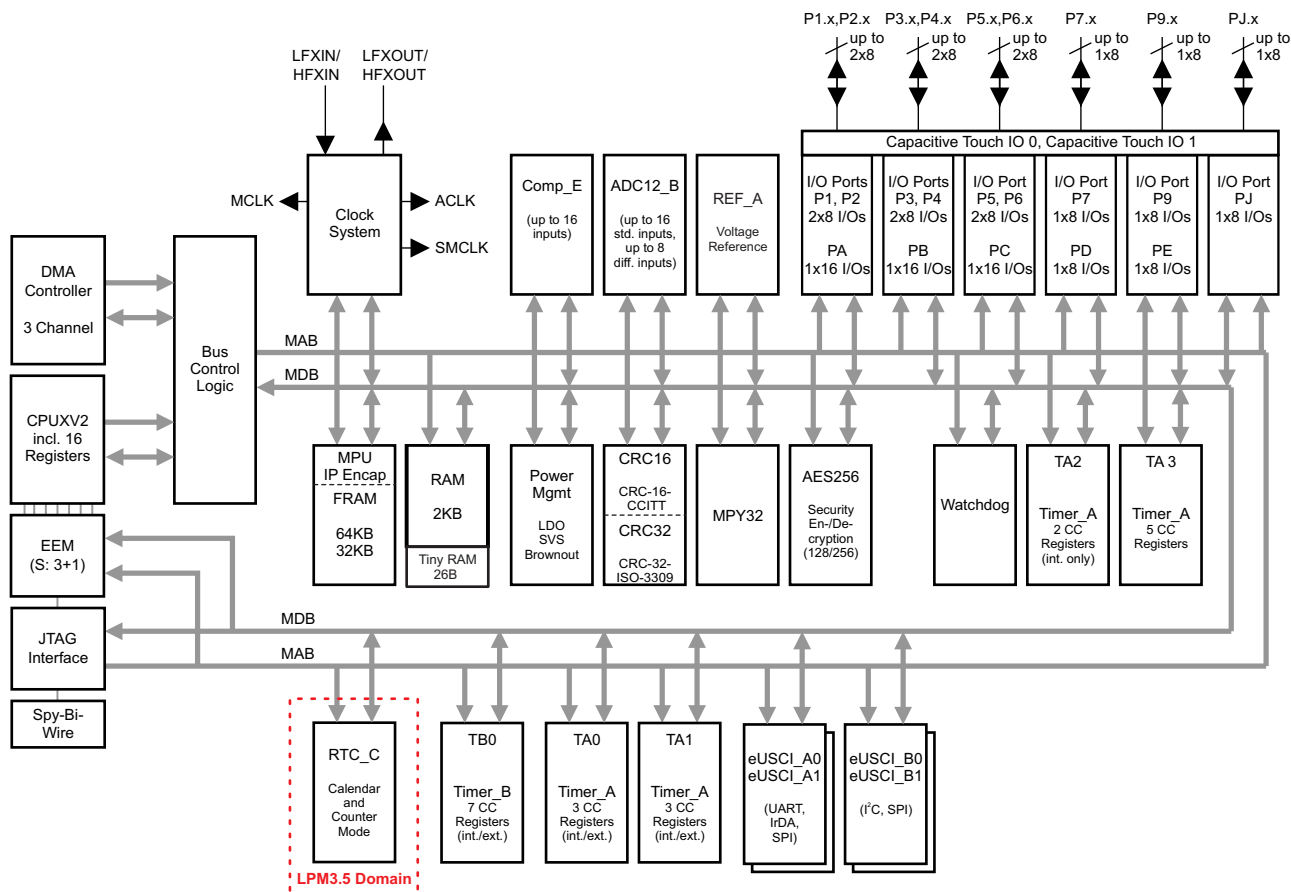 P1.x,P2.x
up to
2x8
P3.x,P4.x
up to
2x8
P5.x,P6.x
up to
2x8
P7.x
up to
1x8
P9.x
up to
1x8
PJ.x
up to
1x8
LFXIN/
HFXIN
LFXOUT/
HFXOUT
Capacitive Touch IO 0, Capacitive Touch IO 1
MCLK
Clock
System
ACLK
SMCLK
Comp_E
(up to 16
inputs)
ADC12_B
(up to 16
std. inputs,
up to 8
diff. inputs)
REF_A
Voltage
Reference
I/O Ports
P1, P2
2x8 I/Os
PA
1x16 I/Os
I/O Ports
P3, P4
2x8 I/Os
PB
1x16 I/Os
I/O Port
P5, P6
2x8 I/Os
PC
1x16 I/Os
I/O Port
P7
1x8 I/Os
PD
1x8 I/Os
I/O Port
P9
1x8 I/Os
PE
1x8 I/Os
I/O Port
PJ
1x8 I/Os
DMA
Controller
3 Channel
Bus
Control
Logic
MAB
MDB
CPUXV2
incl. 16
Registers
MPU
IP Encap
FRAM
64KB
32KB
RAM
2KB
Tiny RAM
26B
Power
Mgmt
LDO
SVS
Brownout
CRC16
CRC-16-
CCITT
CRC32
CRC-32-
ISO-3309
MPY32
AES256
Security
En-/De-
cryption
(128/256)
Watchdog
TA2
Timer_A
2 CC
Registers
(int. only)
TA 3
Timer_A
5 CC
Registers
EEM
(S: 3+1)
MDB
JTAG
Interface
MAB
Spy-Bi-
Wire
RTC_C
Calendar
and
Counter
Mode
LPM3.5 Domain
TB0
Timer_B
7 CC
Registers
(int./ext.)
TA0
Timer_A
3 CC
Registers
(int./ext.)
TA1
Timer_A
3 CC
Registers
(int./ext.)
eUSCI_A0
eUSCI_A1
(UART,
IrDA,
SPI)
eUSCI_B0
eUSCI_B1
(I²C, SPI)